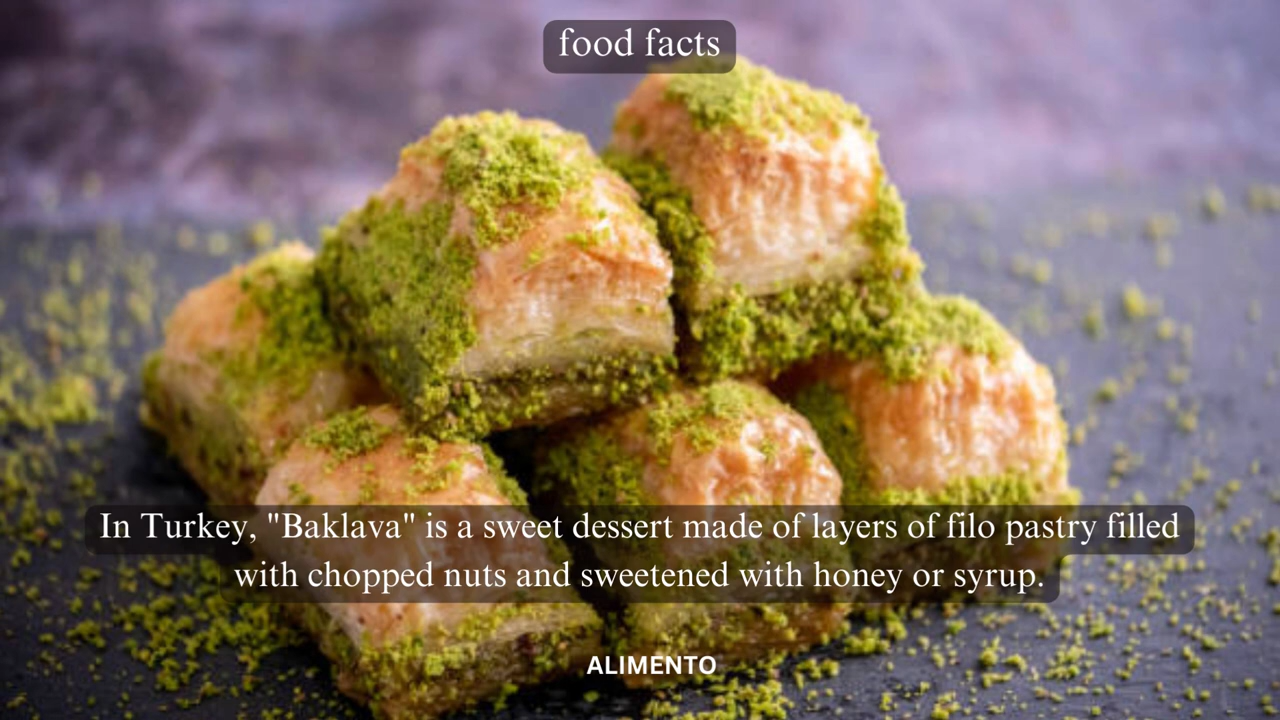 food facts
In Turkey, "Baklava" is a sweet dessert made of layers of filo pastry filled
with chopped nuts and sweetened with honey or syrup.
ALIMENTO